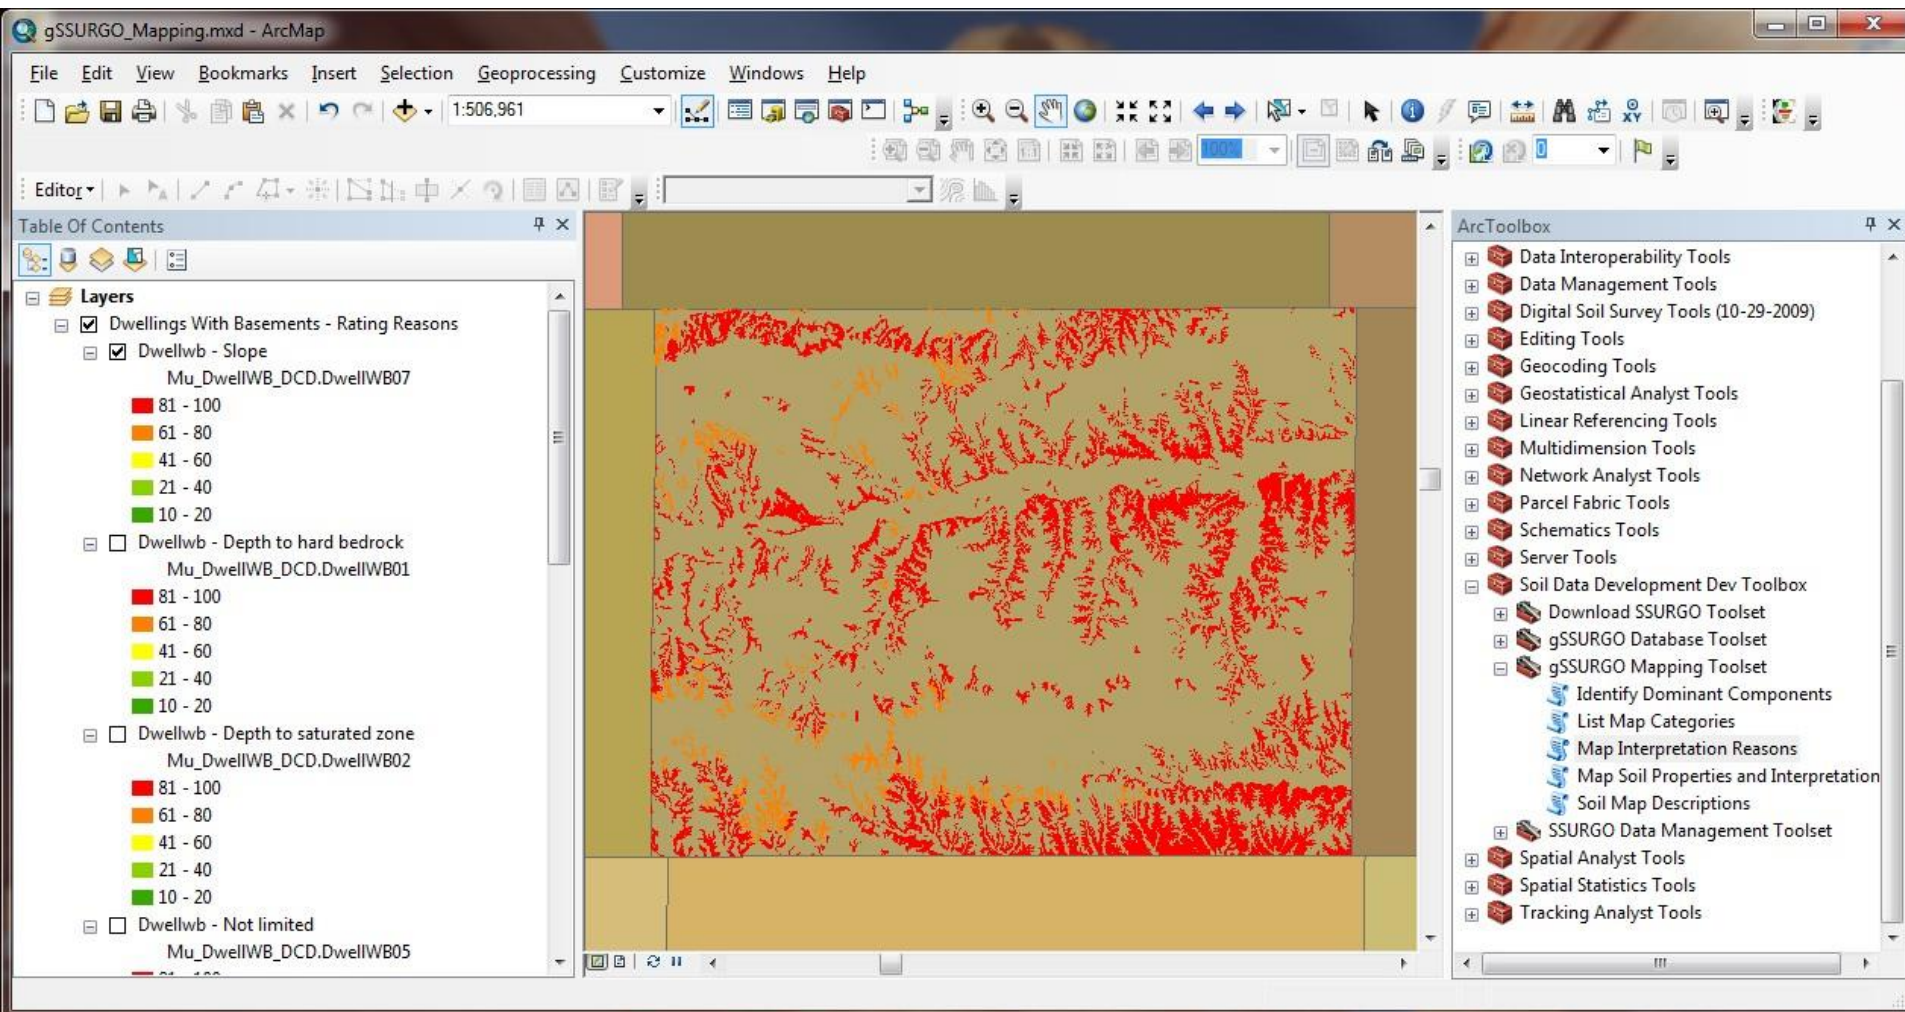 gSSURGO_Mapping.mxd - ArcMap
File Edit View Bookmarks Insert Selection Geoprocessing Customize Windows Help
1:506,961
XY
1:1
100%
0
Editor
Table Of Contents
Layers
Dwellings With Basements - Rating Reasons
Dwellwb - Slope
Mu_DwellWB_DCD.DwellWB07
81 - 100
61 - 80
41 - 60
21 - 40
10 - 20
Dwellwb - Depth to hard bedrock
Mu_DwellWB_DCD.DwellWB01
81 - 100
61 - 80
41 - 60
21 - 40
10 - 20
Dwellwb - Depth to saturated zone
Mu_DwellWB_DCD.DwellWB02
81 - 100
61 - 80
41 - 60
21 - 40
10 - 20
Dwellwb - Not limited
Mu_DwellWB_DCD.DwellWB05
ArcToolbox
Data Interoperability Tools
Data Management Tools
Digital Soil Survey Tools (10-29-2009)
Editing Tools
Geocoding Tools
Geostatistical Analyst Tools
Linear Referencing Tools
Multidimension Tools
Network Analyst Tools
Parcel Fabric Tools
Schematics Tools
Server Tools
Soil Data Development Dev Toolbox
Download SSURGO Toolset
gSSURGO Database Toolset
gSSURGO Mapping Toolset
Identify Dominant Components
List Map Categories
Map Interpretation Reasons
Map Soil Properties and Interpretation
Soil Map Descriptions
SSURGO Data Management Toolset
Spatial Analyst Tools
Spatial Statistics Tools
Tracking Analyst Tools